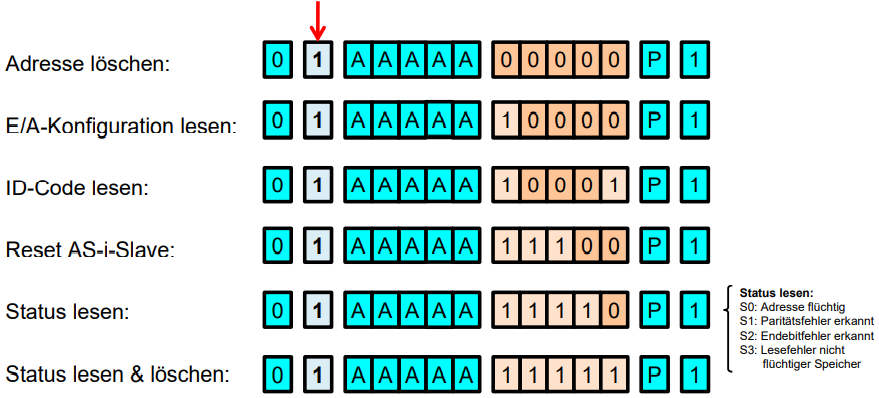 Adresse löschen: 0 1 A A A A A 0 0 0 0 0 P 1
E/A-Konfiguration lesen: 0 1 A A A A A 1 0 0 0 0 P 1
ID-Code lesen: 0 1 A A A A A 1 0 0 0 1 P 1
Reset AS-i-Slave: 0 1 A A A A A 1 1 1 0 0 P 1
Status lesen: 0 1 A A A A A 1 1 1 1 0 P 1
Status lesen:
S0: Adresse flüchtig
S1: Paritätsfehler erkannt
S2: Endebitfehler erkannt
S3: Lesefehler nicht
flüchtiger Speicher
Status lesen & löschen: 0 1 A A A A A 1 1 1 1 1 P 1